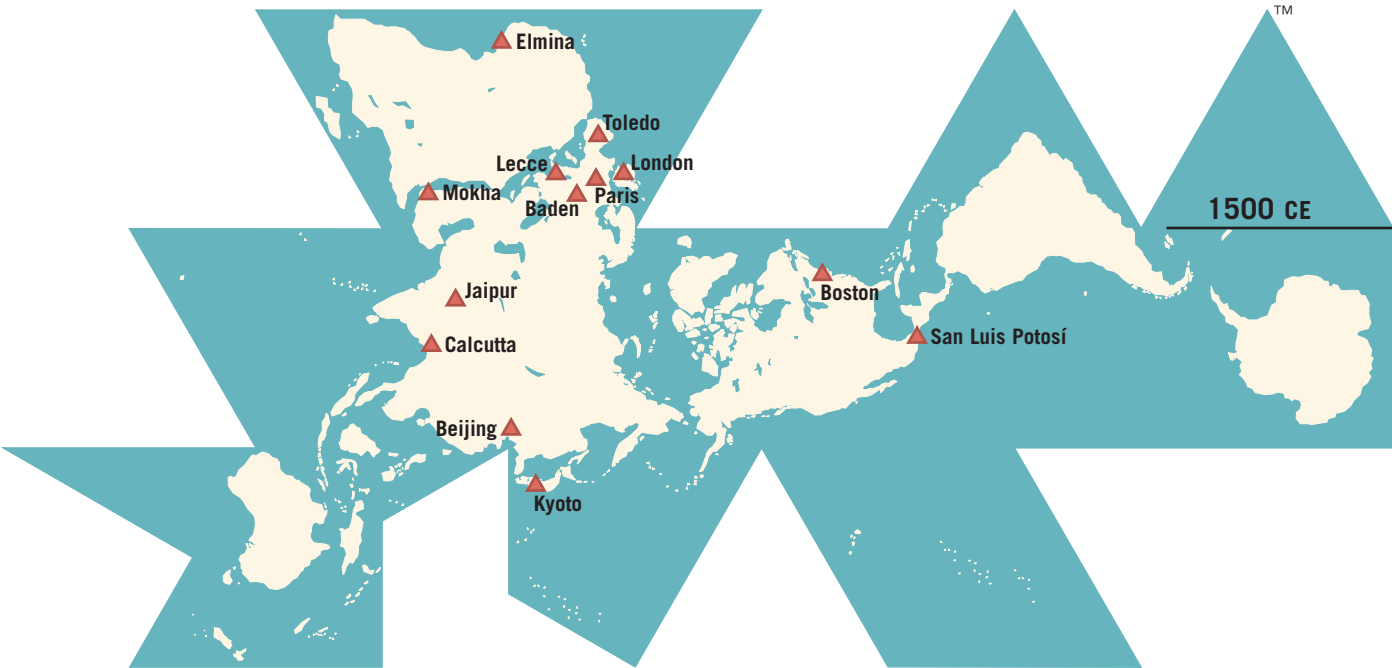 TM
Elmina
Toledo
Lecce
London
Mokha
Baden
Paris
1500 CE
Jaipur
Boston
San Luis Potosí
Calcutta
Beijing
Kyoto